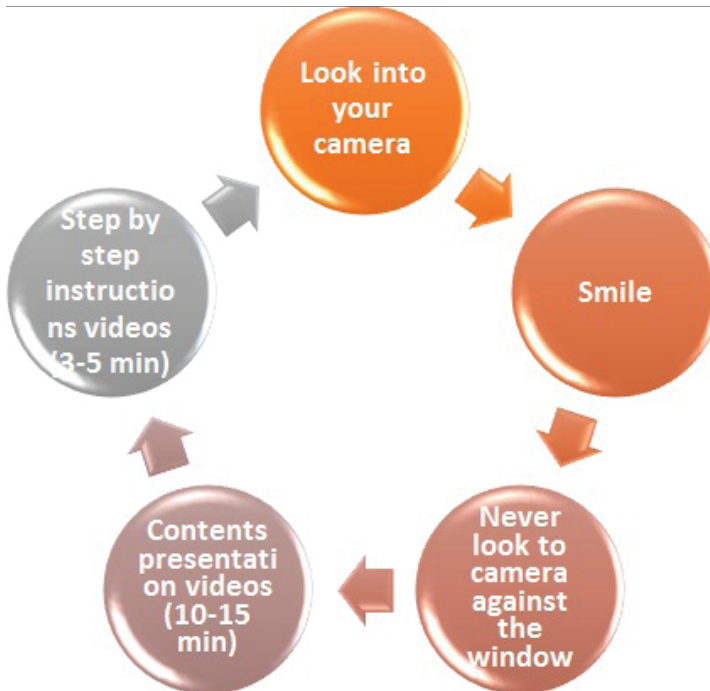 Look into
your
camera
Smile
Never
look to
camera
against
the
window
Contents
presentati
on videos
(10-15
min)
Step by
step
instructio
ns videos
(3-5 min)